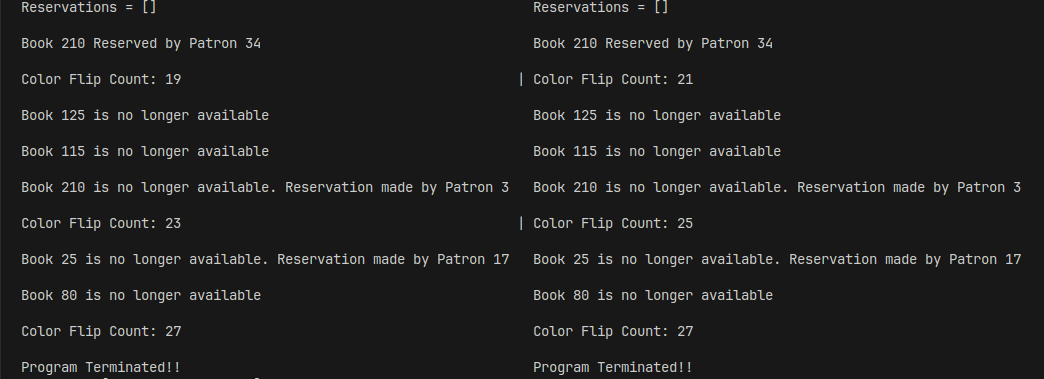 Reservations = [] Reservations = []
Book 210 Reserved by Patron 34 Book 210 Reserved by Patron 34
Color Flip Count: 19 | Color Flip Count: 21
Book 125 is no longer available Book 125 is no longer available
Book 115 is no longer available Book 115 is no longer available
Book 210 is no longer available. Reservation made by Patron 3 Book 210 is no longer available. Reservation made by Patron 3
Color Flip Count: 23 | Color Flip Count: 25
Book 25 is no longer available. Reservation made by Patron 17 Book 25 is no longer available. Reservation made by Patron 17
Book 80 is no longer available Book 80 is no longer available
Color Flip Count: 27 Color Flip Count: 27
Program Terminated!! Program Terminated!!